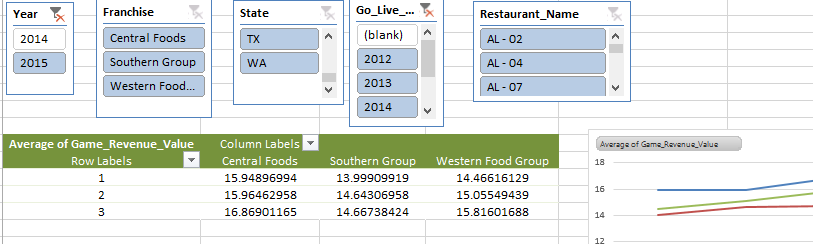 Year
2014
2015
Franchise
Central Foods
Southern Group
Western Food...
State
TX
WA
Go_Live_...
(blank)
2012
2013
2014
Restaurant_Name
AL - 02
AL - 04
AL - 07
Average of Game_Revenue_Value Column Labels
Row Labels Central Foods Southern Group Western Food Group
1 15.94896994 13.99909919 14.46616129
2 15.96462958 14.64306958 15.05549439
3 16.86901165 14.66738424 15.81601688
Average of Game_Revenue_Value
18
16
14
12